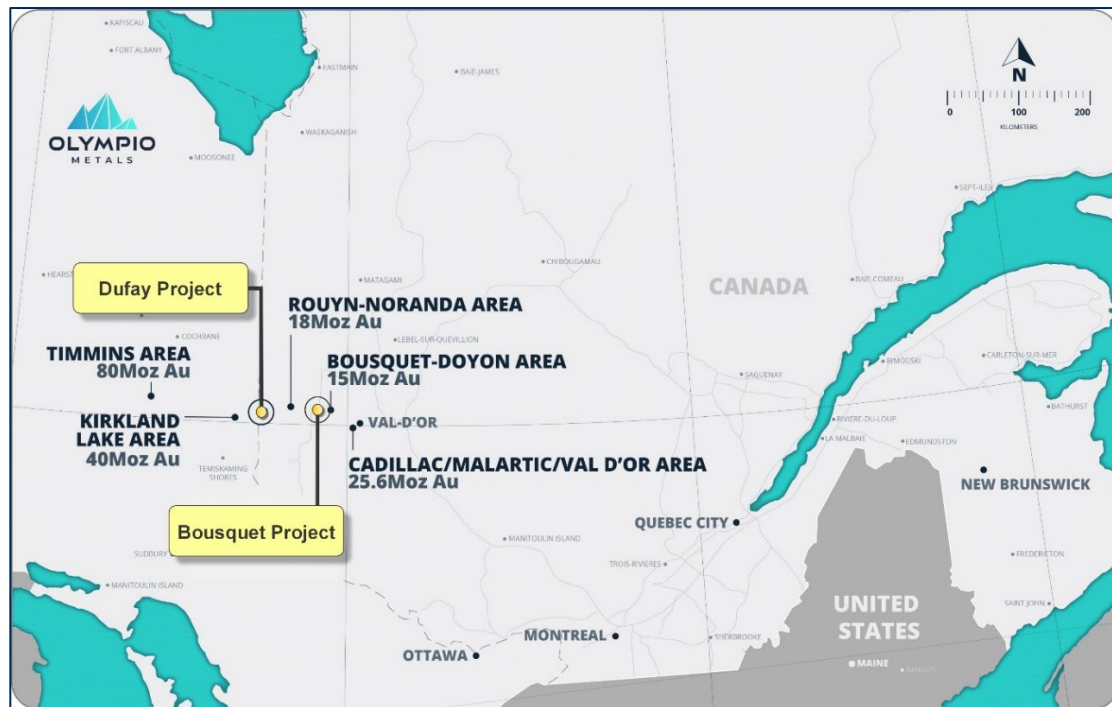 KAPISCAU
FORT ALBANY
EASTMAIN
BAIE-JAMES
N
0 100 200
KILOMETERS
OLYMPIO
METALS
WASKAGANISH
MOOSONEE
SEPT-ILES
HEARST
MATAGAMI
CHIBOUGAMAU
CANADA
BAIE-COMEAU
Dufay Project
ROUYN-NORANDA AREA
18Moz Au
COCHRANE
LEBEL-SUR-QUEVILLION
TIMMINS AREA
80Moz Au
BOUSQUET-DOYON AREA
15Moz Au
RIMOUSKI
CARLETON-SUR-MER
SAGUENAY
BATHURST
KIRKLAND
LAKE AREA
40Moz Au
VAL-D'OR
RIVIERE-DU-LOUP
LA MALBAIE
EDMUNDSTON
TEMISKAMING
SHORES
CADILLAC/MALARTIC/VAL D'OR AREA
25.6Moz Au
NEW BRUNSWICK
Bousquet Project
QUEBEC CITY
MANITOULIN ISLAND
SUDBURY
FREDERICTON
TROIS-RIVIERES
MANITOULIN ISLAND
UNITED
STATES
SAINT JOHN
MONTREAL
SHERBROOKE
OTTAWA
MAINE
BANGOR